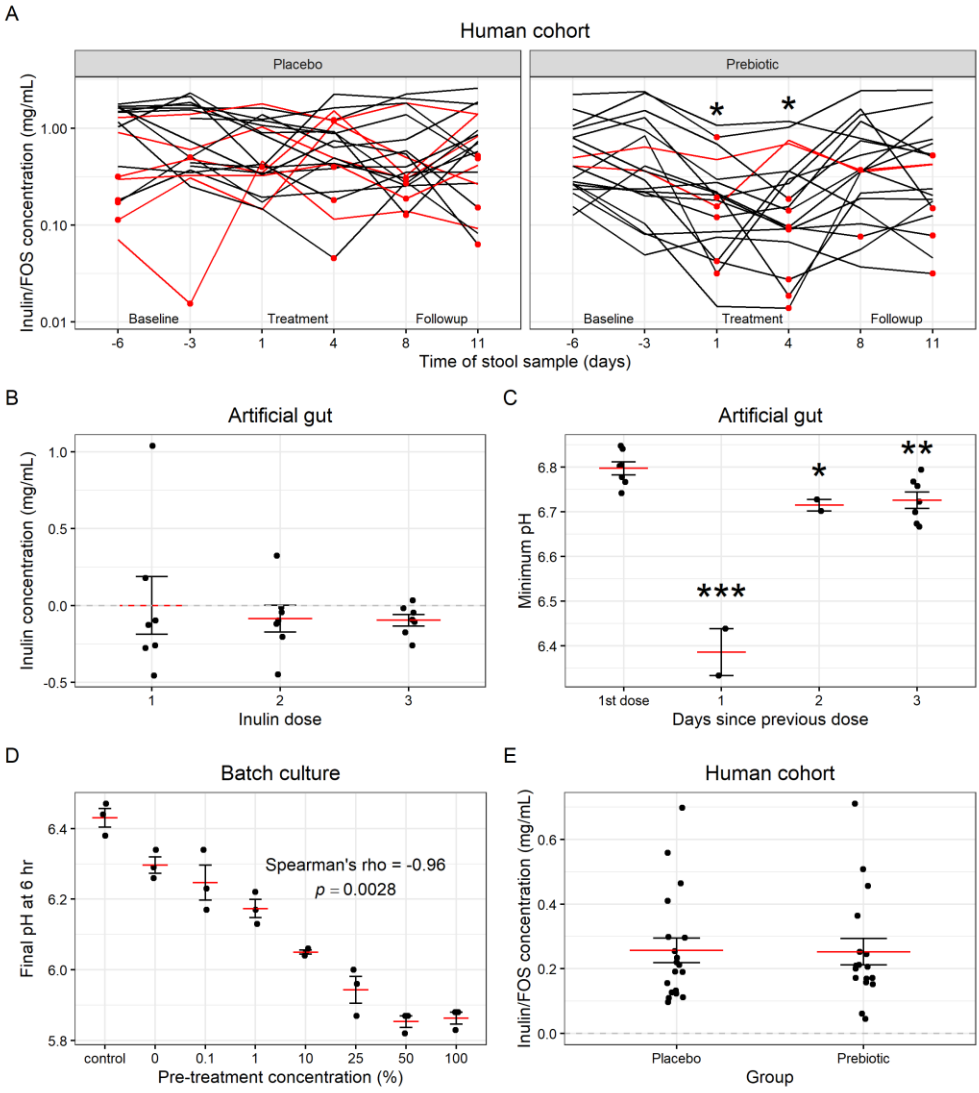 A
Human cohort
Placebo
Prebiotic
Inulin/FOS concentration (mg/mL)
1.00
0.10
0.01
*
*
Baseline
Treatment
Followup
Baseline
Treatment
Followup
-6
-3
1
4
8
11
-6
-3
1
4
8
11
Time of stool sample (days)
B
Artificial gut
Inulin concentration (mg/mL)
1.0
0.5
0.0
-0.5
1
2
3
Inulin dose
C
Artificial gut
Minimum pH
6.8
6.7
6.6
6.5
6.4
***
*
**
1st dose
1
2
3
Days since previous dose
D
Batch culture
Final pH at 6 hr
6.4
6.2
6.0
5.8
Spearman's rho = -0.96
p = 0.0028
control
0
0.1
1
10
25
50
100
Pre-treatment concentration (%)
E
Human cohort
Inulin/FOS concentration (mg/mL)
0.6
0.4
0.2
0.0
Placebo
Prebiotic
Group